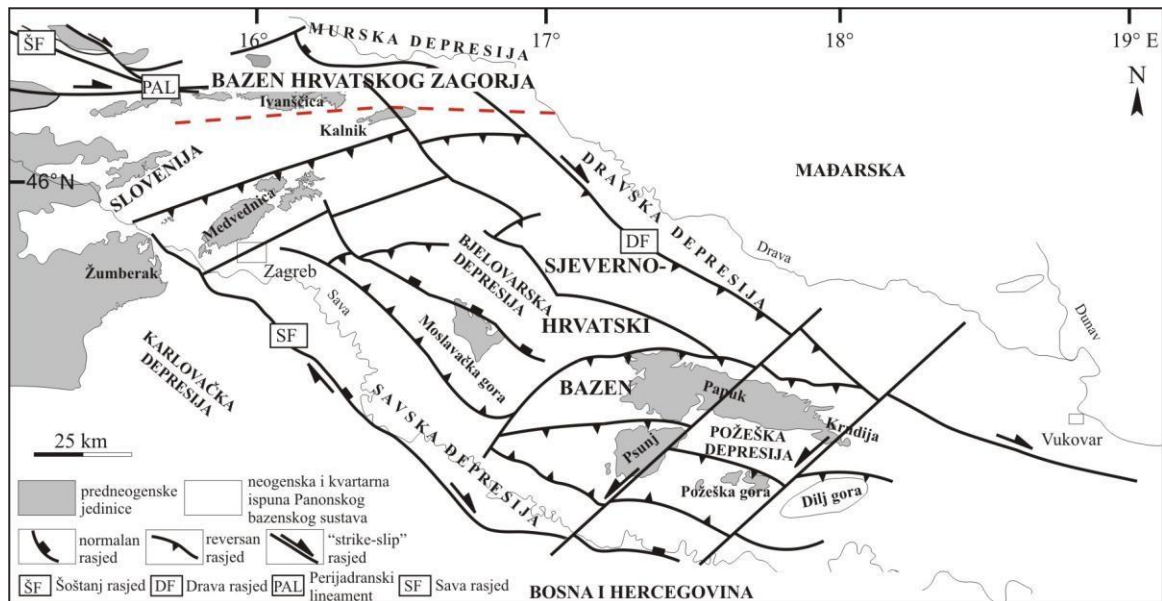 16°
17°
18°
19° E
N
46°N
ŠF
PAL
MURSKA DEPRESIJA
BAZEN HRVATSKOG ZAGORJA
Ivanščica
Kalnik
SLOVENIJA
Medvednica
Žumberak
Zagreb
Sava
SF
KARLOVAČKA
DEPRESIJA
MAĐARSKA
DRAVSKA DEPRESIJA
DF
Drava
Dunav
BJELOVARSKA
DEPRESIJA
SJEVERNO-
HRVATSKI
BAZEN
Moslavačka gora
SAVSKA DEPRESIJA
Papuk
Krndija
Psunj
POŽEŠKA
DEPRESIJA
Požeška gora
Dilj gora
Vukovar
BOSNA I HERCEGOVINA
25 km
predneogenske
jedinice
neogenska i kvartarna
ispuna Panonskog
bazenskog sustava
normalan
rasjed
reversan
rasjed
"strike-slip"
rasjed
ŠF Šoštanj rasjed
DF Drava rasjed
PAL Perijadranski
lineament
SF Sava rasjed